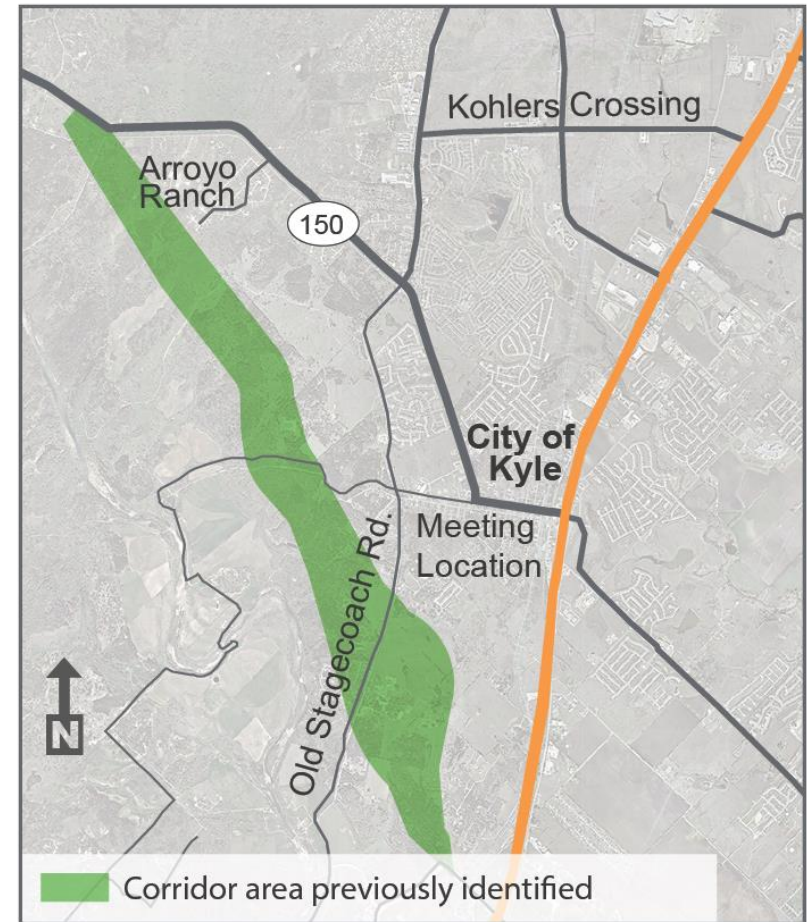 Kohlers Crossing
Arroyo
Ranch
150
City of
Kyle
Meeting
Location
Old Stagecoach Rd.
N
Corridor area previously identified